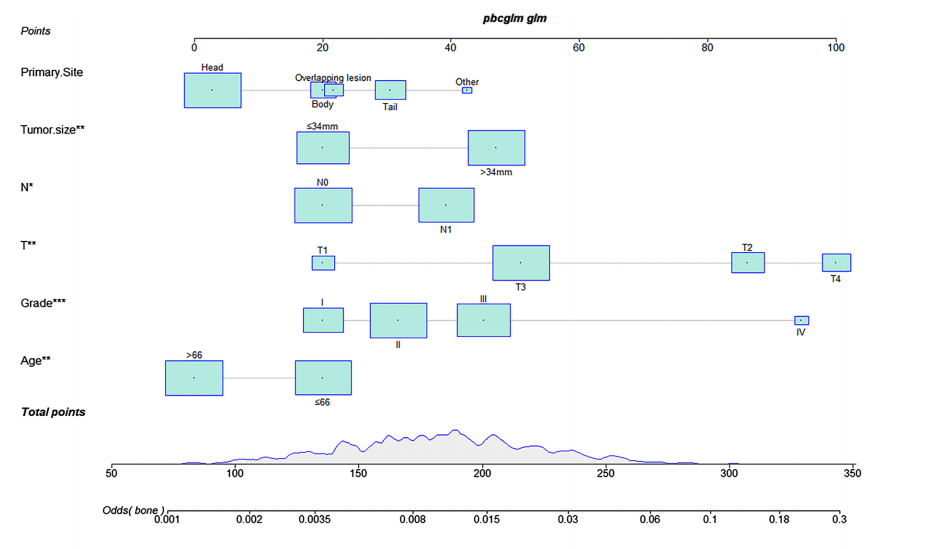 pbcglm glm
Points
0 20 40 60 80 100
Primary.Site
Head
Overlapping lesion
Body
Tail
Other
Tumor.size**
≤34mm
>34mm
N*
N0
N1
T**
T1
T3
T2
T4
Grade***
I
II
III
IV
Age**
>66
≤66
Total points
50 100 150 200 250 300 350
Odds( bone )
0.001 0.002 0.0035 0.008 0.015 0.03 0.06 0.1 0.18 0.3